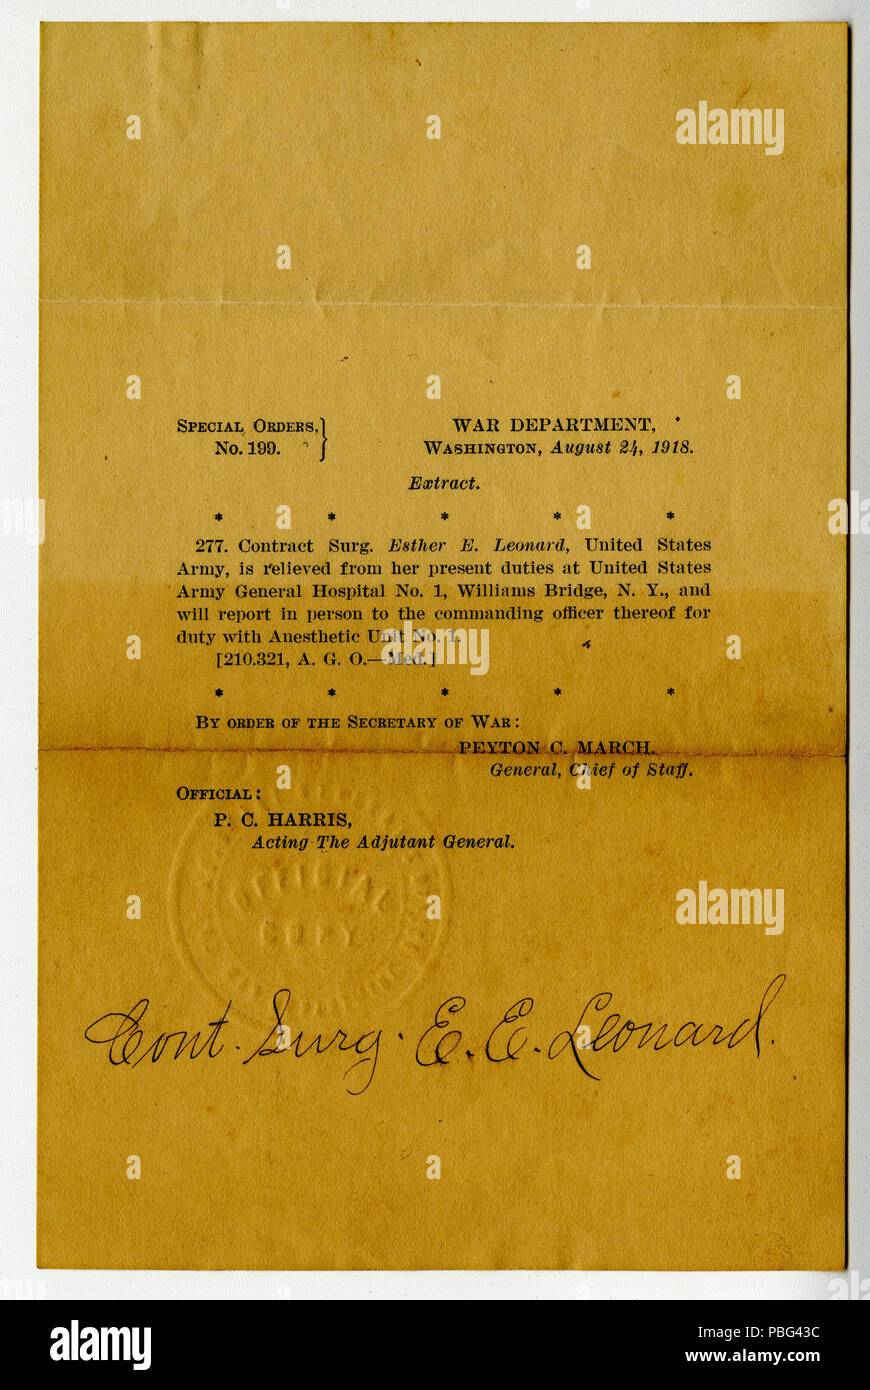 Special Orders,
No. 199.
WAR DEPARTMENT,
Washington, August 24, 1918.
Extract.
* * * * *
277. Contract Surg. Esther E. Leonard, United States
Army, is relieved from her present duties at United States
Army General Hospital No. 1, Williams Bridge, N. Y., and
will report in person to the commanding officer thereof for
duty with Anesthetic Unit No. 1.
[210.321, A. G. O.—Med.]
* * * * *
By order of the Secretary of War:
PEYTON C. MARCH.
General, Chief of Staff.
Official:
P. C. HARRIS,
Acting The Adjutant General.
OFFICIAL
COPY
Cont. Surg. E. E. Leonard.
alamy
alamy
alamy
Image ID: PBG43C
www.alamy.com